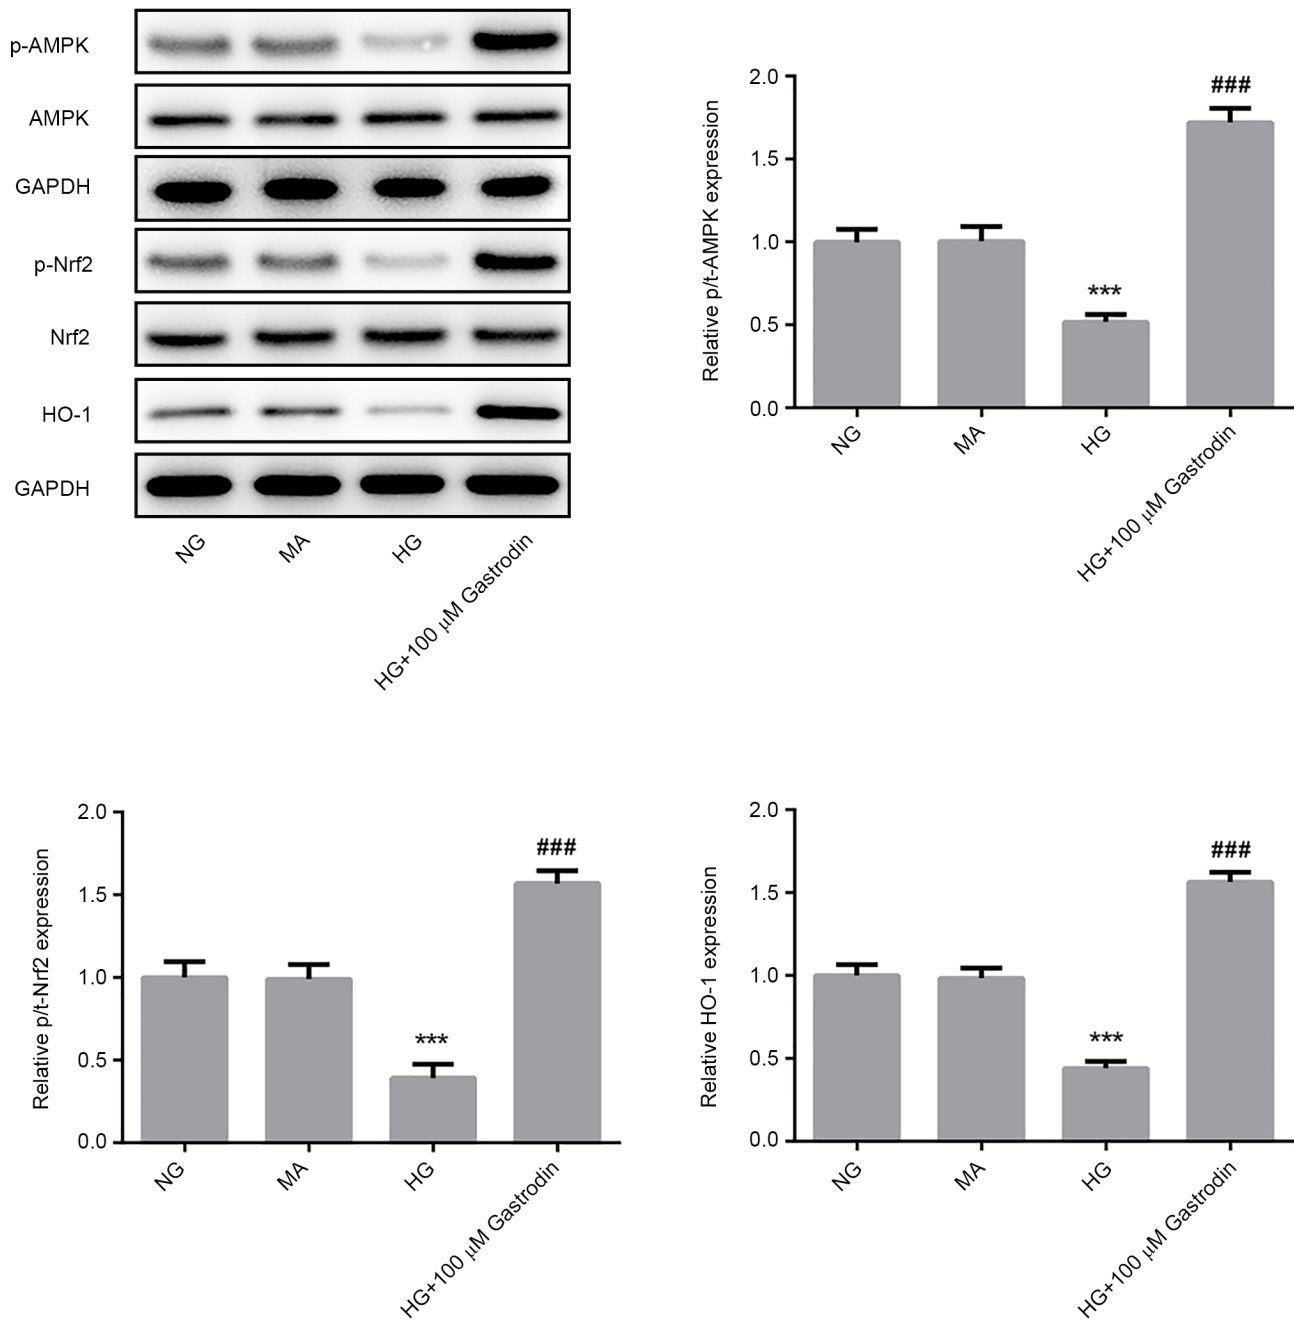 p-AMPK
AMPK
GAPDH
p-Nrf2
Nrf2
HO-1
GAPDH
NG
MA
HG
HG+100 μM Gastrodin
Relative p/t-AMPK expression
2.0
1.5
1.0
0.5
0.0
***
###
NG
MA
HG
HG+100 μM Gastrodin
Relative p/t-Nrf2 expression
2.0
1.5
1.0
0.5
0.0
***
###
NG
MA
HG
HG+100 μM Gastrodin
Relative HO-1 expression
2.0
1.5
1.0
0.5
0.0
***
###
NG
MA
HG
HG+100 μM Gastrodin